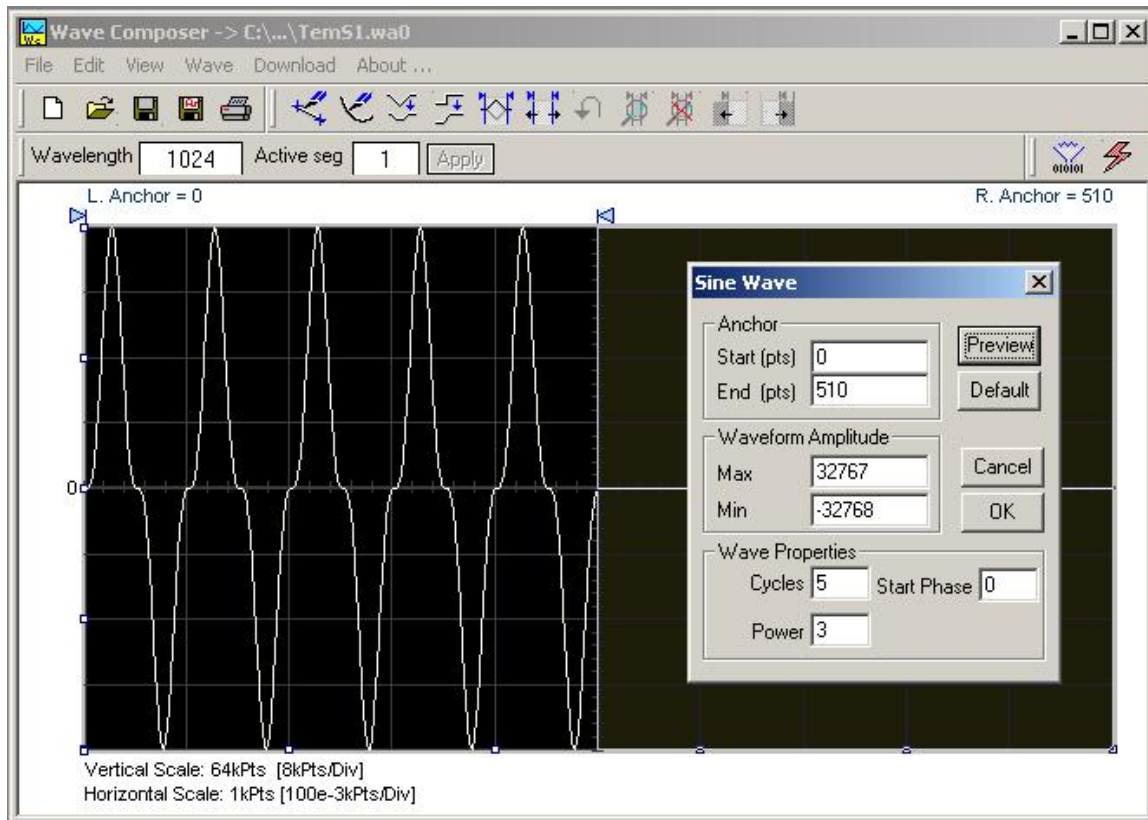 Wave Composer -> C:\...\TemS1.wa0
File Edit View Wave Download About ...
Wavelength 1024 Active seg 1 Apply
010101
L. Anchor = 0 R. Anchor = 510
Sine Wave
Anchor
Start (pts) 0
End (pts) 510
Preview
Default
Waveform Amplitude
Max 32767
Min -32768
Cancel
OK
Wave Properties
Cycles 5 Start Phase 0
Power 3
0
Vertical Scale: 64kPts [8kPts/Div]
Horizontal Scale: 1kPts [100e-3kPts/Div]